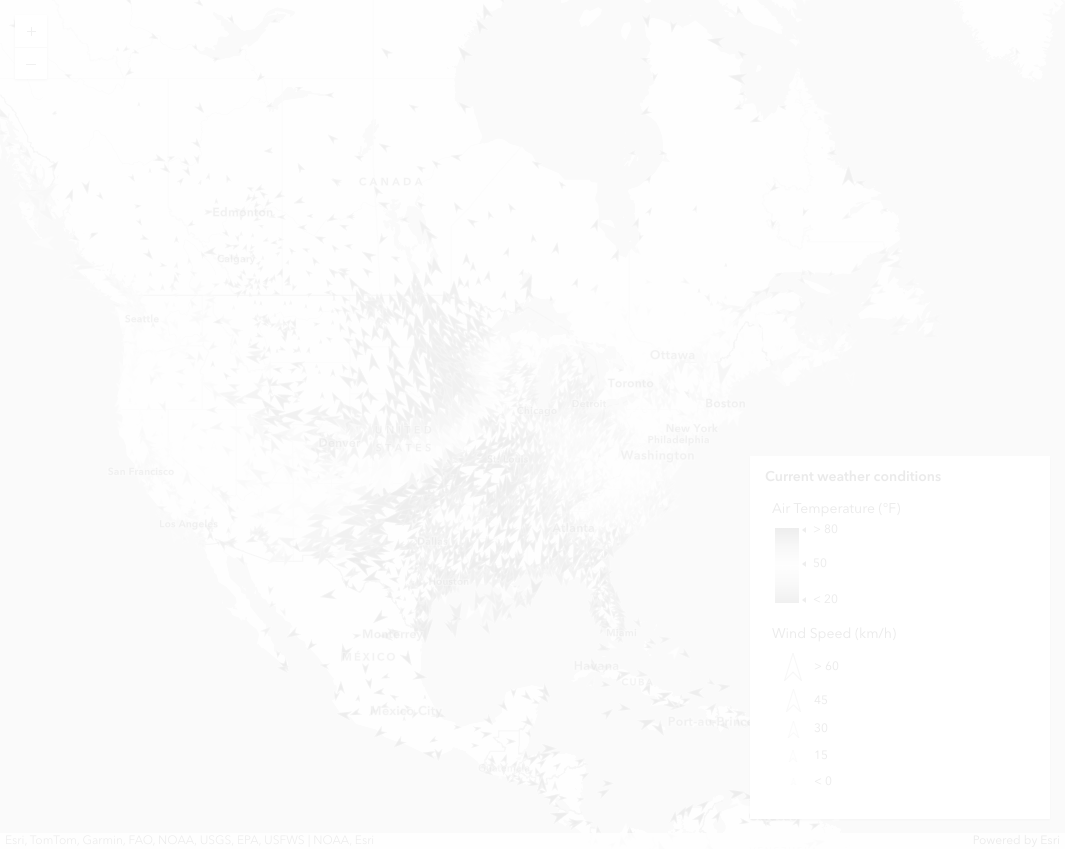 +
−
CANADA
Edmonton
Calgary
Seattle
Ottawa
Toronto
Detroit
Chicago
Boston
New York
Philadelphia
Washington
UNITED
STATES
Denver
San Francisco
Los Angeles
Atlanta
Houston
Miami
Monterrey
MÉXICO
Havana
CUBA
Mexico City
Port-au-Prince
Current weather conditions
Air Temperature (°F)
> 80
50
< 20
Wind Speed (km/h)
> 60
45
30
15
< 0
Esri, TomTom, Garmin, FAO, NOAA, USGS, EPA, USFWS | NOAA, Esri
Powered by Esri